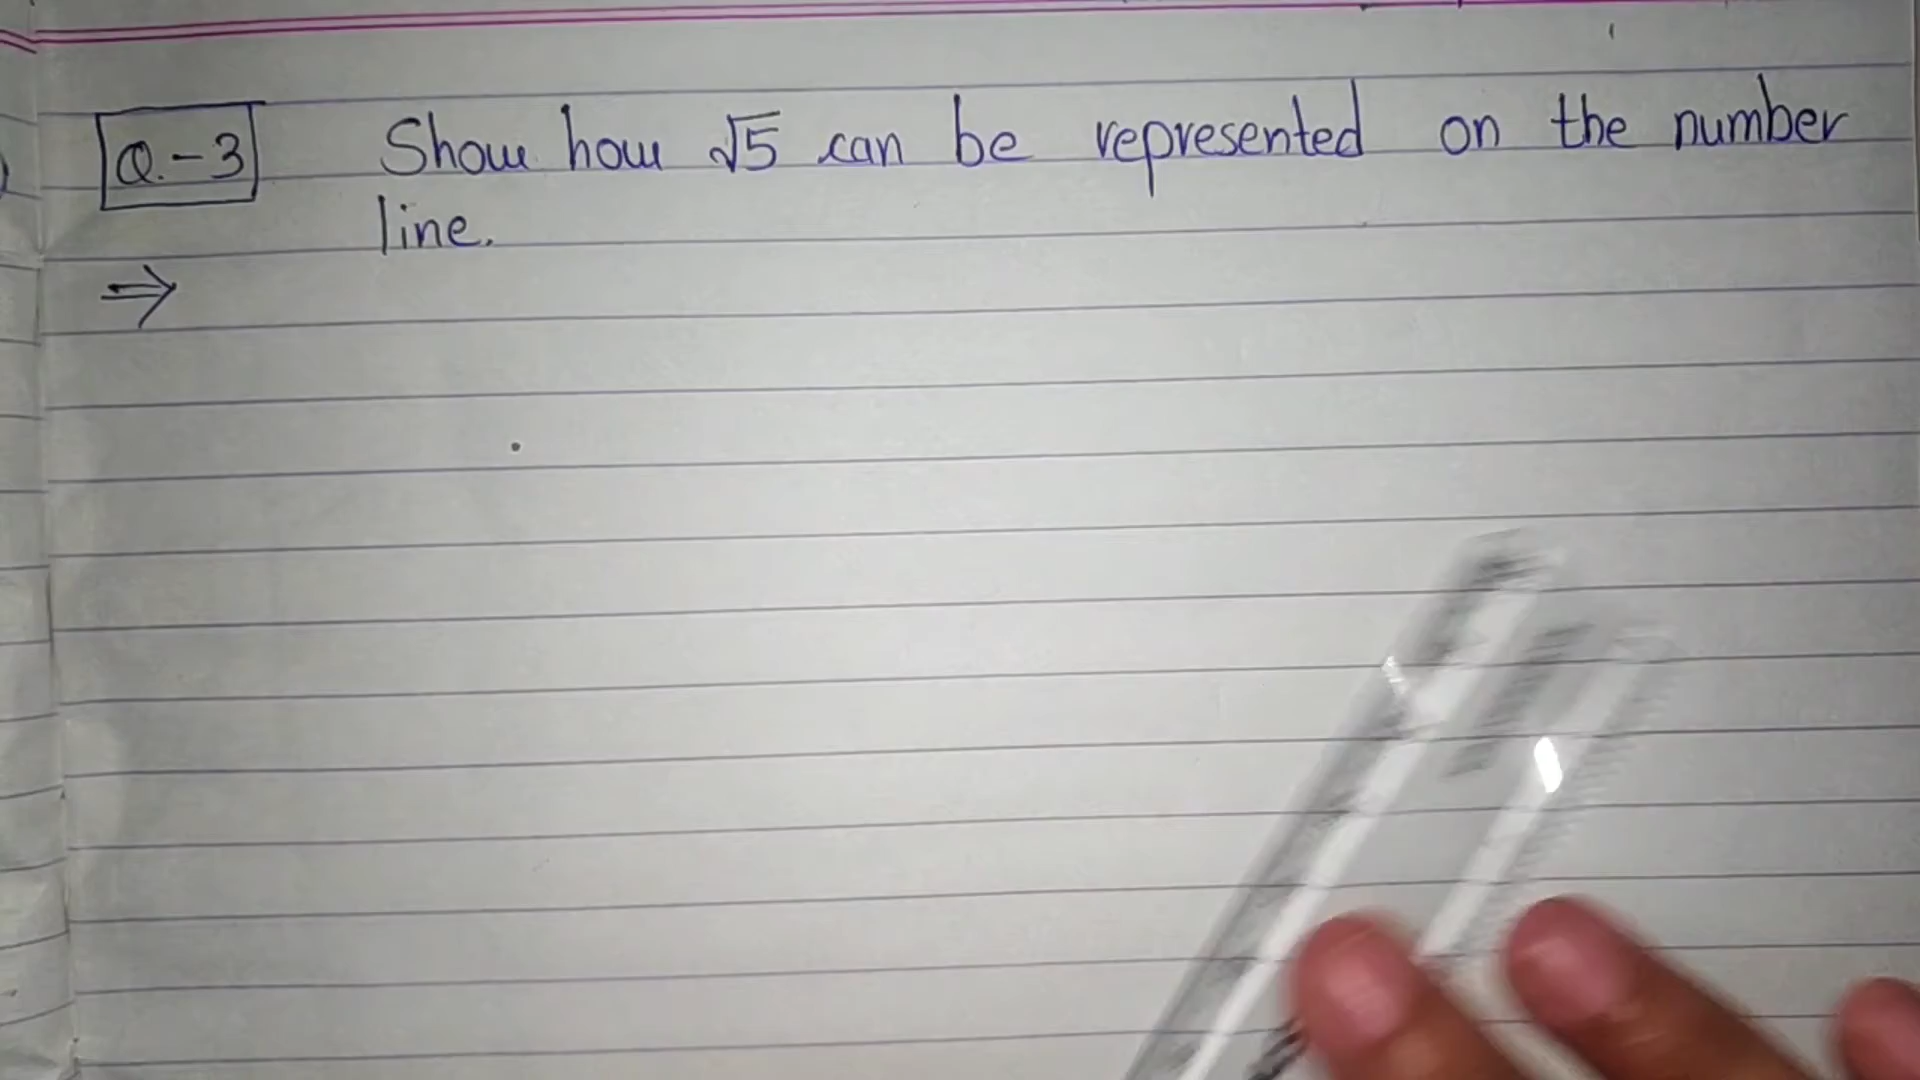 Q.-3 Show how √5 can be represented on the number
line.
⇒